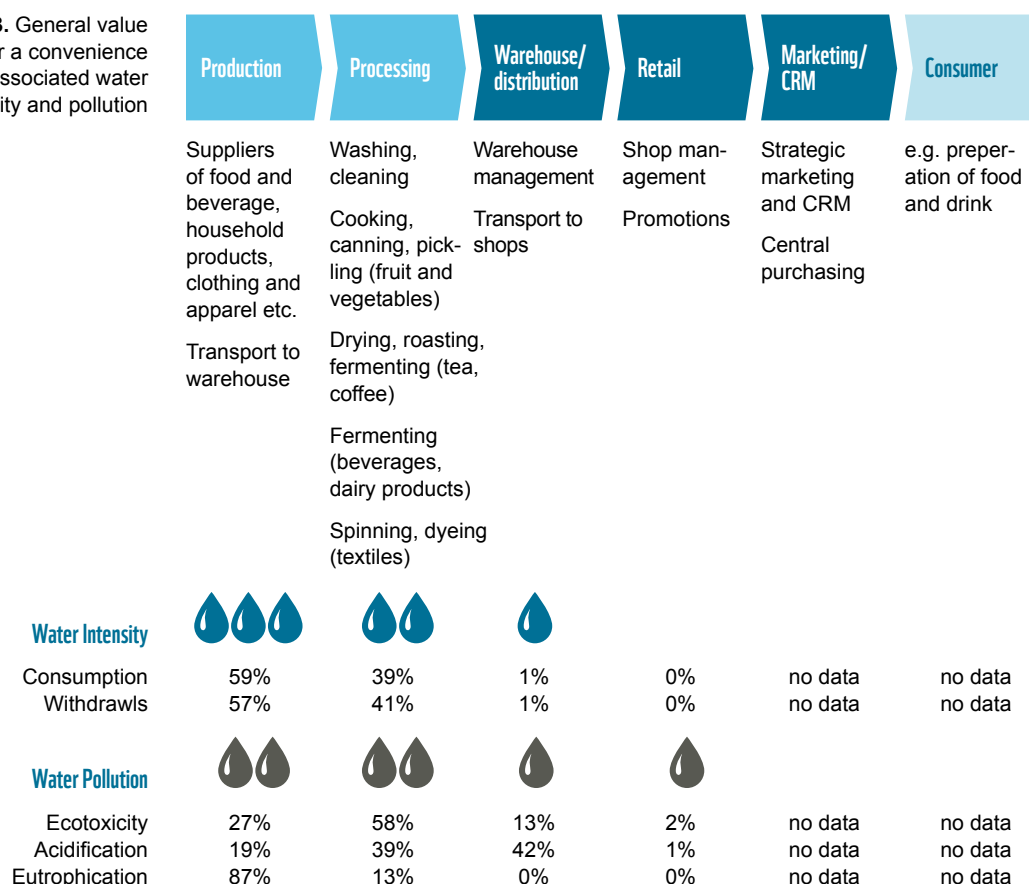 3. General value
r a convenience
ssociated water
ity and pollution
Production
Processing
Warehouse/
distribution
Retail
Marketing/
CRM
Consumer
Suppliers
of food and
beverage,
household
products,
clothing and
apparel etc.
Transport to
warehouse
Washing,
cleaning
Cooking,
canning, pick-
ling (fruit and
vegetables)
Drying, roasting,
fermenting (tea,
coffee)
Fermenting
(beverages,
dairy products)
Spinning, dyeing
(textiles)
Warehouse
management
Transport to
shops
Shop man-
agement
Promotions
Strategic
marketing
and CRM
Central
purchasing
e.g. preper-
ation of food
and drink
Water Intensity
Consumption 59% 39% 1% 0% no data no data
Withdrawls 57% 41% 1% 0% no data no data
Water Pollution
Ecotoxicity 27% 58% 13% 2% no data no data
Acidification 19% 39% 42% 1% no data no data
Eutrophication 87% 13% 0% 0% no data no data